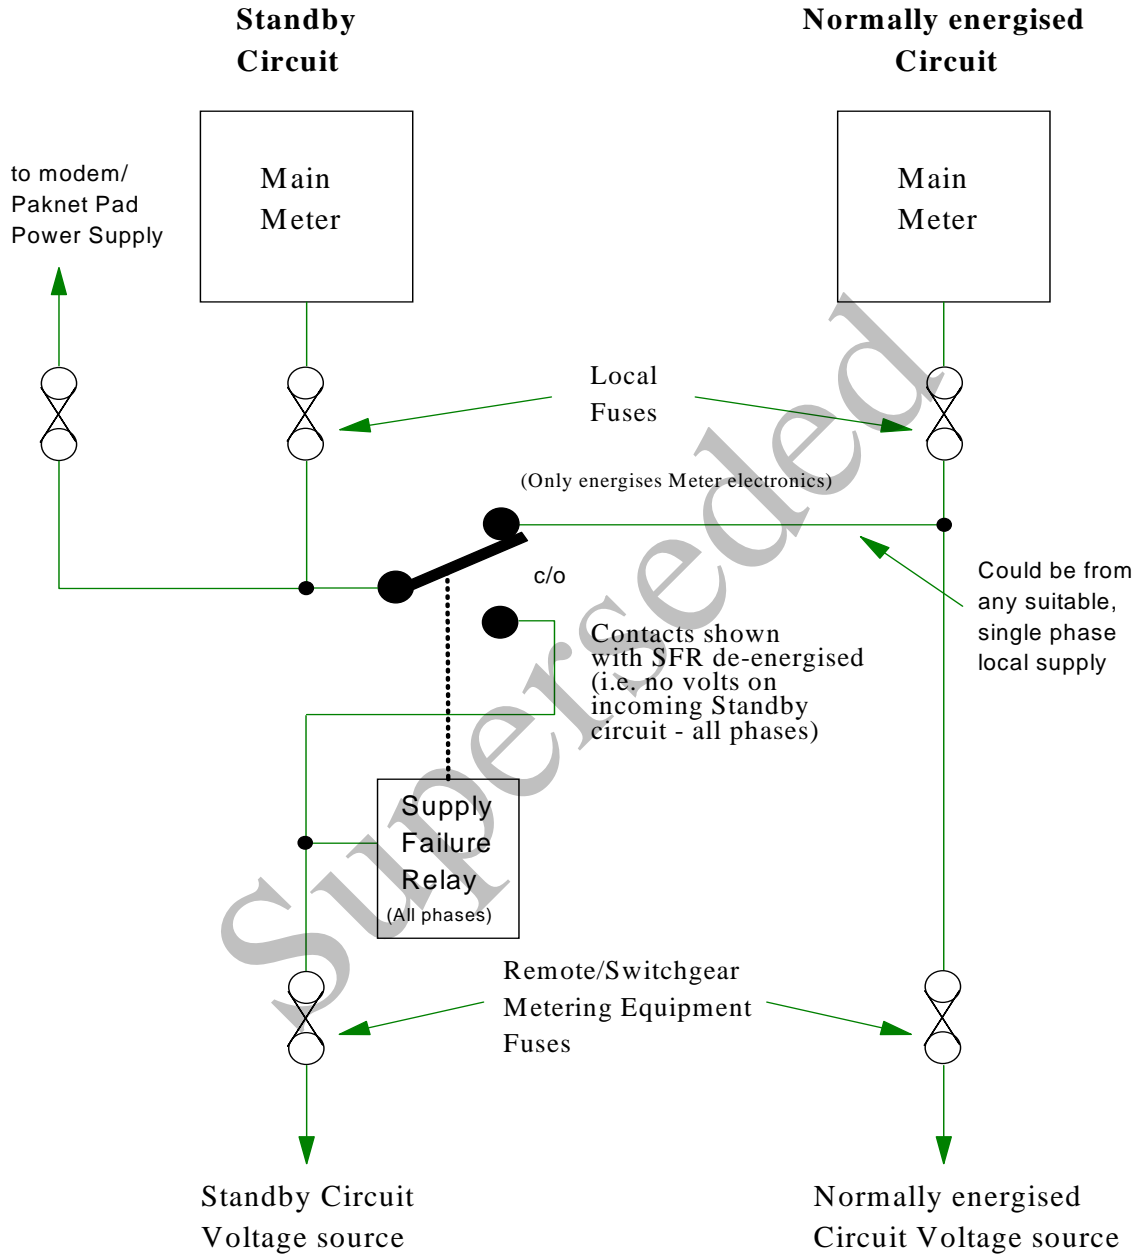 Standby
Circuit
Normally energised
Circuit
Main
Meter
Main
Meter
to modem/
Paknet Pad
Power Supply
Local
Fuses
(Only energises Meter electronics)
c/o
Could be from
any suitable,
single phase
local supply
Contacts shown
with SFR de-energised
(i.e. no volts on
incoming Standby
circuit - all phases)
Supply
Failure
Relay
(All phases)
Superseded
Remote/Switchgear
Metering Equipment
Fuses
Standby Circuit
Voltage source
Normally energised
Circuit Voltage source